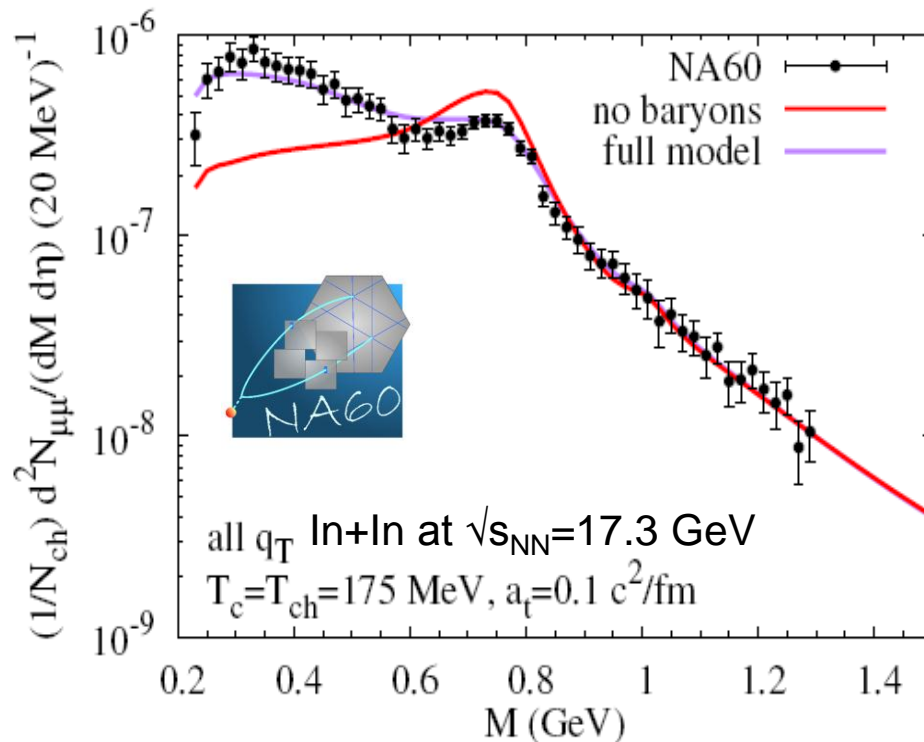 (1/N_ch) d²N_μμ/(dM dη) (20 MeV)⁻¹
10⁻⁶
10⁻⁷
10⁻⁸
10⁻⁹
NA60
no baryons
full model
NA60
all q_T In+In at √s_NN=17.3 GeV
T_c=T_ch=175 MeV, a_t=0.1 c²/fm
0.2 0.4 0.6 0.8 1 1.2 1.4
M (GeV)